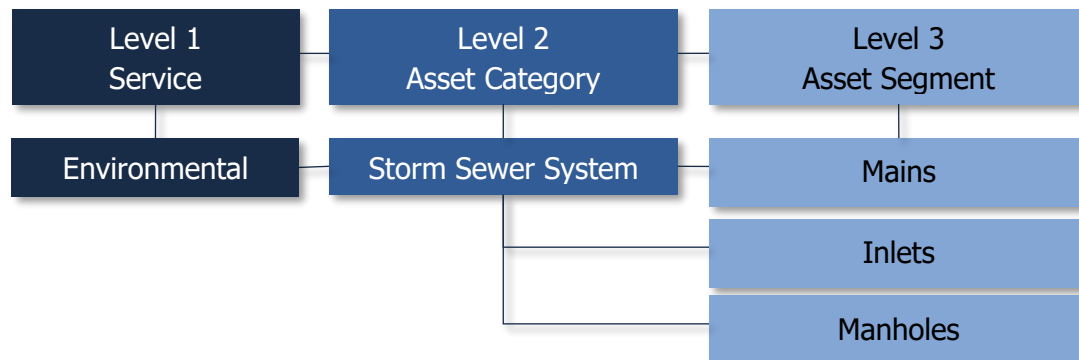 Level 1
Service
Level 2
Asset Category
Level 3
Asset Segment
Environmental
Storm Sewer System
Mains
Inlets
Manholes